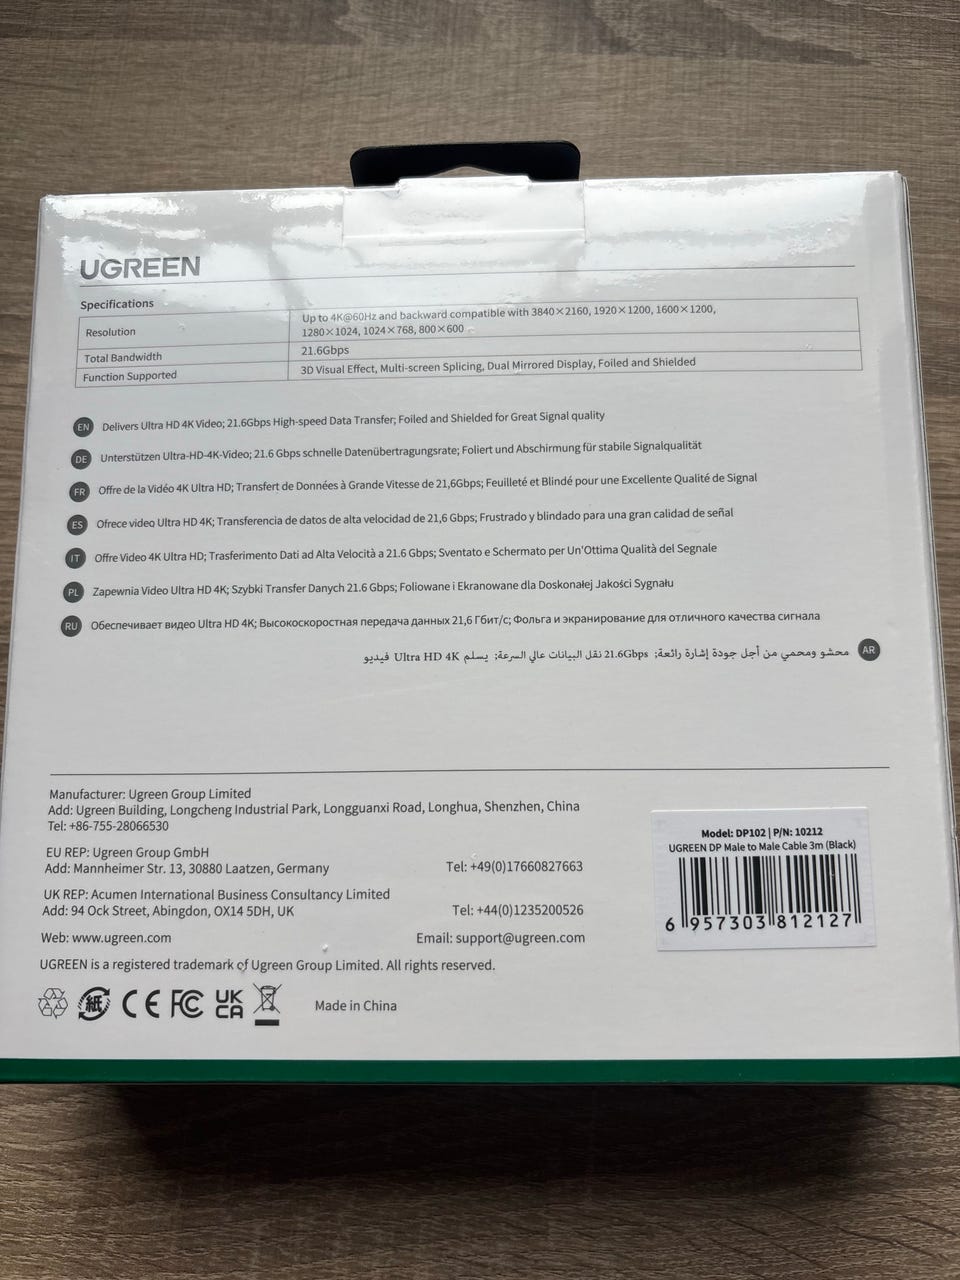 UGREEN
Specifications
Resolution
Up to 4K@60Hz and backward compatible with 3840×2160, 1920×1200, 1600×1200,
1280×1024, 1024×768, 800×600
Total Bandwidth
21.6Gbps
Function Supported
3D Visual Effect, Multi-screen Splicing, Dual Mirrored Display, Foiled and Shielded
EN Delivers Ultra HD 4K Video; 21.6Gbps High-speed Data Transfer; Foiled and Shielded for Great Signal quality
DE Unterstützen Ultra-HD-4K-Video; 21.6 Gbps schnelle Datenübertragungsrate; Foliert und Abschirmung für stabile Signalqualität
FR Offre de la Vidéo 4K Ultra HD; Transfert de Données à Grande Vitesse de 21,6Gbps; Feuilleté et Blindé pour une Excellente Qualité de Signal
ES Ofrece video Ultra HD 4K; Transferencia de datos de alta velocidad de 21,6 Gbps; Frustrado y blindado para una gran calidad de señal
IT Offre Video 4K Ultra HD; Trasferimento Dati ad Alta Velocità a 21.6 Gbps; Sventato e Schermato per Un'Ottima Qualità del Segnale
PL Zapewnia Video Ultra HD 4K; Szybki Transfer Danych 21.6 Gbps; Foliowane i Ekranowane dla Doskonałej Jakości Sygnału
RU Обеспечивает видео Ultra HD 4K; Высокоскоростная передача данных 21,6 Гбит/с; Фольга и экранирование для отличного качества сигнала
AR محشو ومحمي من أجل جودة إشارة رائعة; 21.6Gbps نقل البيانات عالي السرعة; يسلم Ultra HD 4K فيديو
Manufacturer: Ugreen Group Limited
Add: Ugreen Building, Longcheng Industrial Park, Longguanxi Road, Longhua, Shenzhen, China
Tel: +86-755-28066530
EU REP: Ugreen Group GmbH
Add: Mannheimer Str. 13, 30880 Laatzen, Germany Tel: +49(0)17660827663
UK REP: Acumen International Business Consultancy Limited
Add: 94 Ock Street, Abingdon, OX14 5DH, UK Tel: +44(0)1235200526
Web: www.ugreen.com Email: support@ugreen.com
UGREEN is a registered trademark of Ugreen Group Limited. All rights reserved.
紙 CE FC UK CA Made in China
Model: DP102 | P/N: 10212
UGREEN DP Male to Male Cable 3m (Black)
6 957303 812127